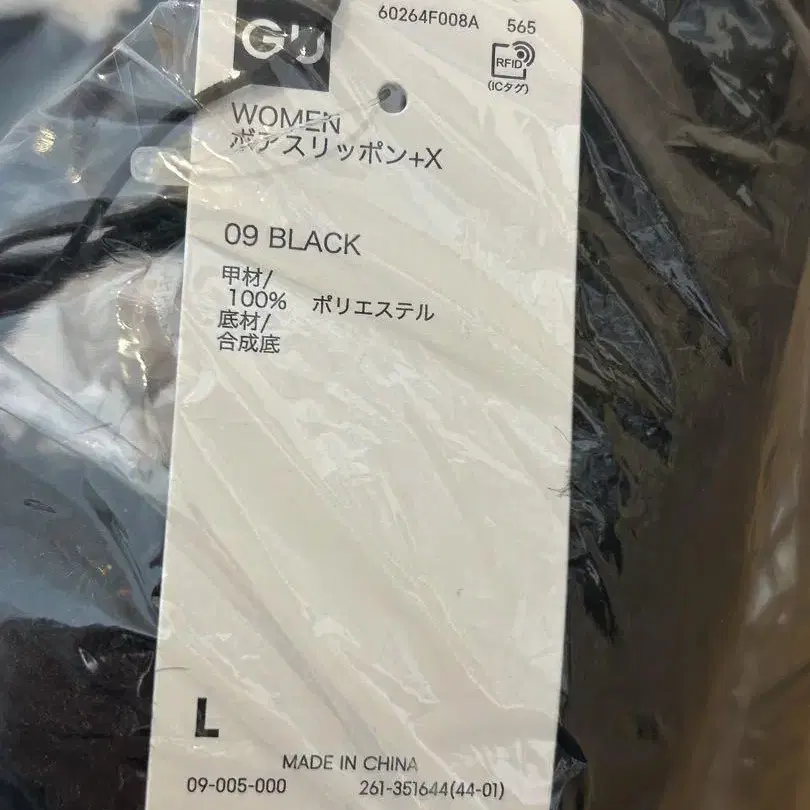 GU
60264F008A 565
RFID
(ICタグ)
WOMEN
ボアスリッポン+X
09 BLACK
甲材/
100% ポリエステル
底材/
合成底
L
MADE IN CHINA
09-005-000 261-351644(44-01)